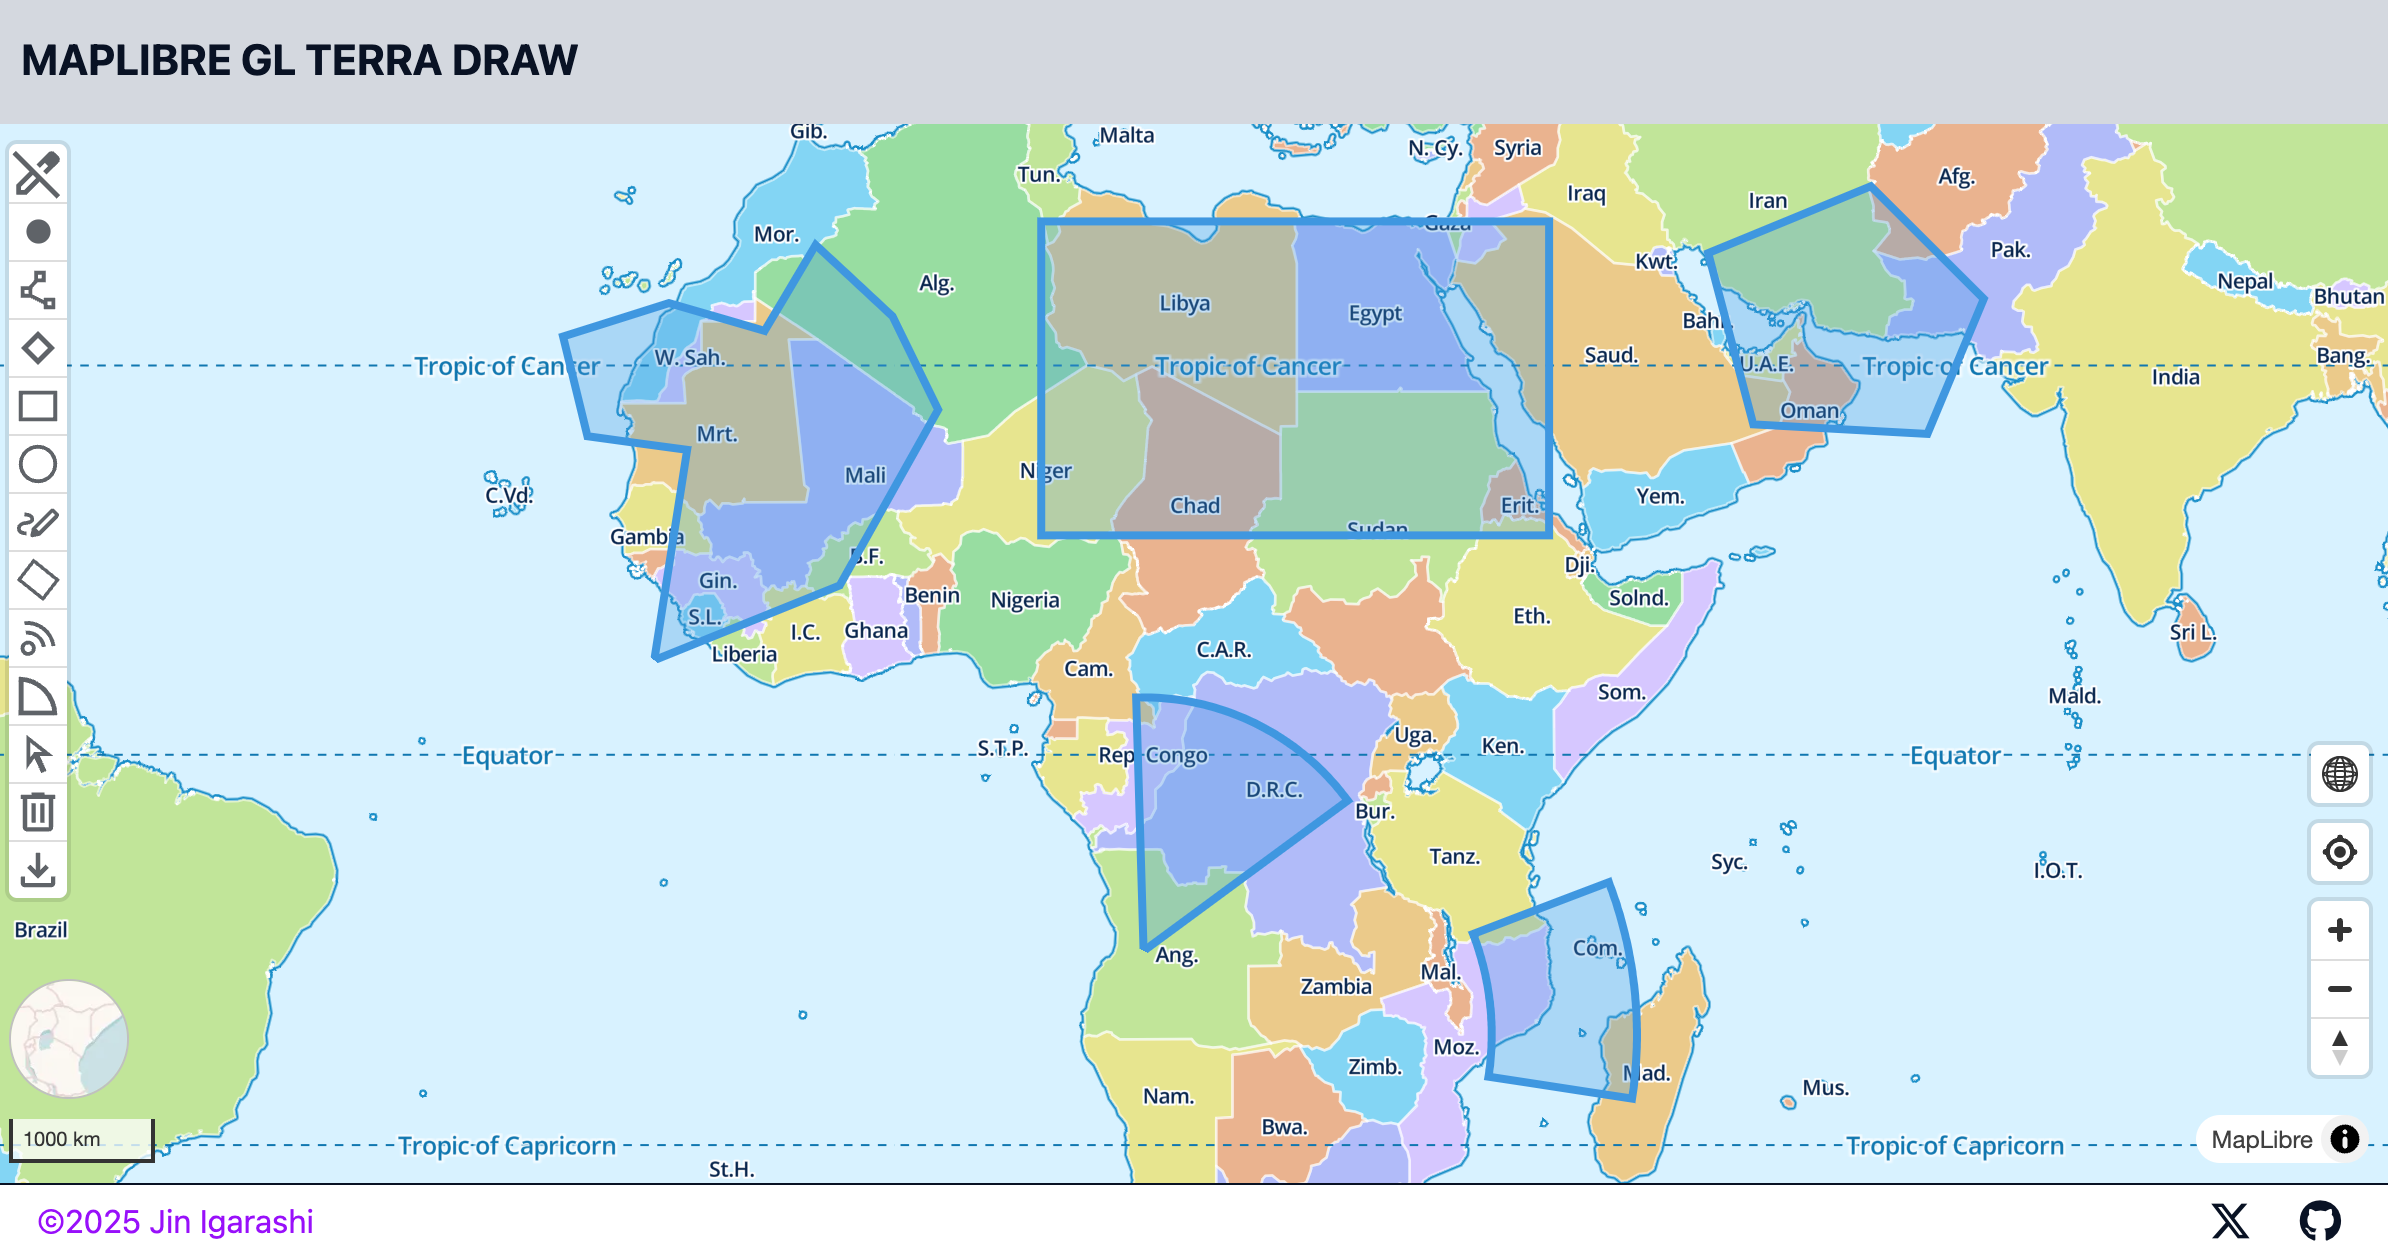 MAPLIBRE GL TERRA DRAW
Gib.
Malta
N. Cy.
Syria
Tun.
Iraq
Iran
Afg.
Mor.
Gaza
Pak.
Kwt.
Alg.
Nepal
Bhutan
Libya
Egypt
Bah.
W. Sah.
Saud.
U.A.E.
Bang.
Tropic of Cancer
Tropic of Cancer
Tropic of Cancer
India
Oman
Mrt.
Mali
Niger
C.Vd.
Chad
Erit.
Yem.
Sudan
Gambia
B.F.
Dji.
Gin.
Benin
Nigeria
Solnd.
S.L.
I.C.
Ghana
Eth.
Sri L.
Liberia
C.A.R.
Cam.
Som.
Mald.
Equator
S.T.P.
Rep Congo
Uga.
Ken.
Equator
D.R.C.
Bur.
Tanz.
Syc.
I.O.T.
Brazil
Ang.
Com.
Mal.
Zambia
Moz.
Zimb.
Mad.
Mus.
Nam.
Bwa.
1000 km
Tropic of Capricorn
Tropic of Capricorn
MapLibre
St.H.
©2025 Jin Igarashi